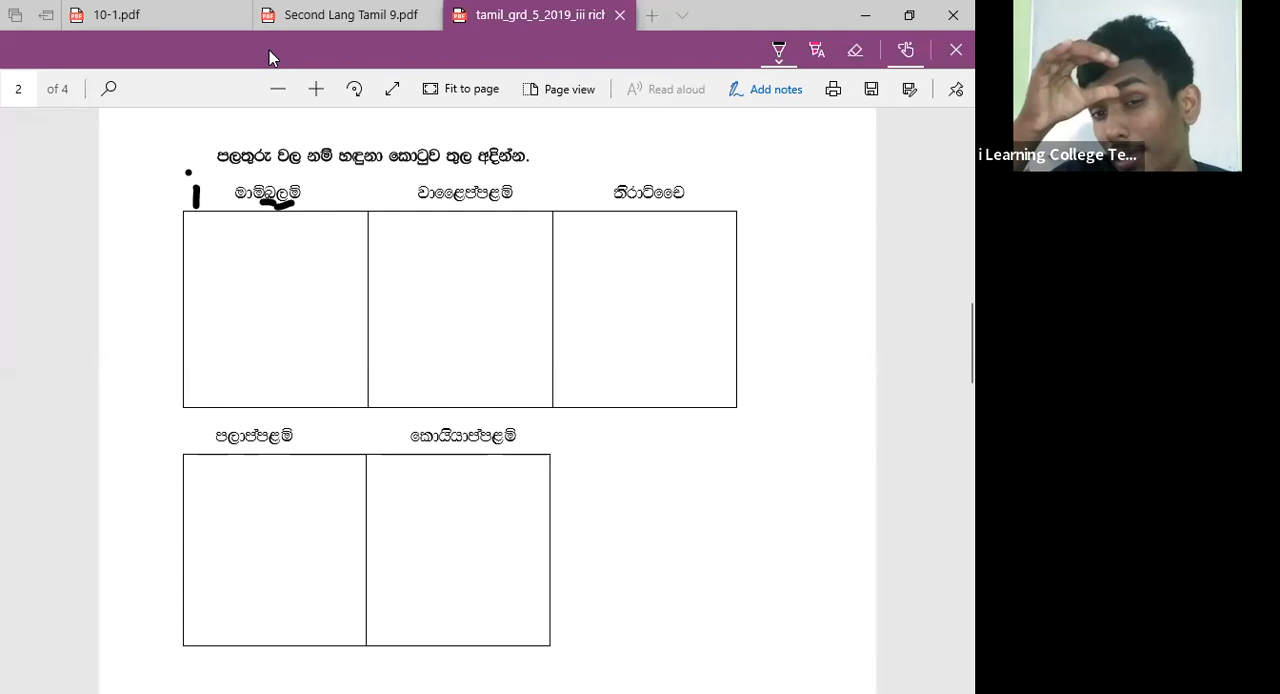 10-1.pdf
Second Lang Tamil 9.pdf
tamil_grd_5_2019_iii rich
2 of 4
Fit to page
Page view
Read aloud
Add notes
i Learning College Te...
පලතුරු වල නම් හඳුනා කොටුව තුල අදින්න.
මාම්බලම් වාළෛප්පළම් තිරාට්චෛ
පලාප්පළම් කොයියාප්පළම්